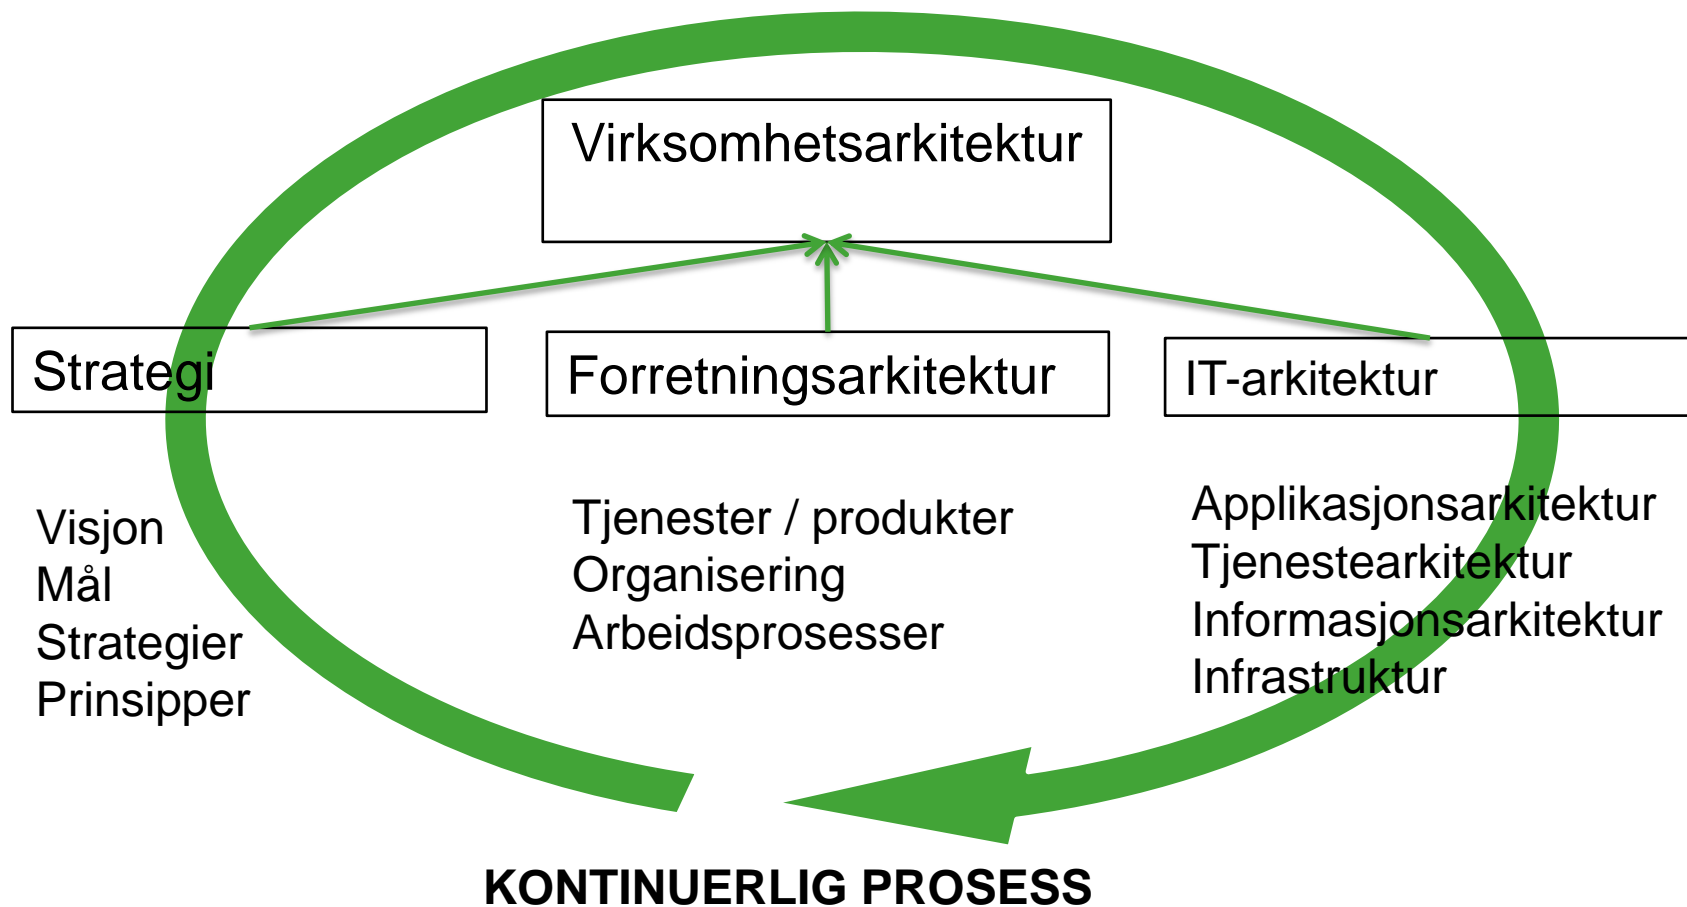 Virksomhetsarkitektur
Strategi
Forretningsarkitektur
IT-arkitektur
Visjon
Mål
Strategier
Prinsipper
Tjenester / produkter
Organisering
Arbeidsprosesser
Applikasjonsarkitektur
Tjenestearkitektur
Informasjonsarkitektur
Infrastruktur
KONTINUERLIG PROSESS